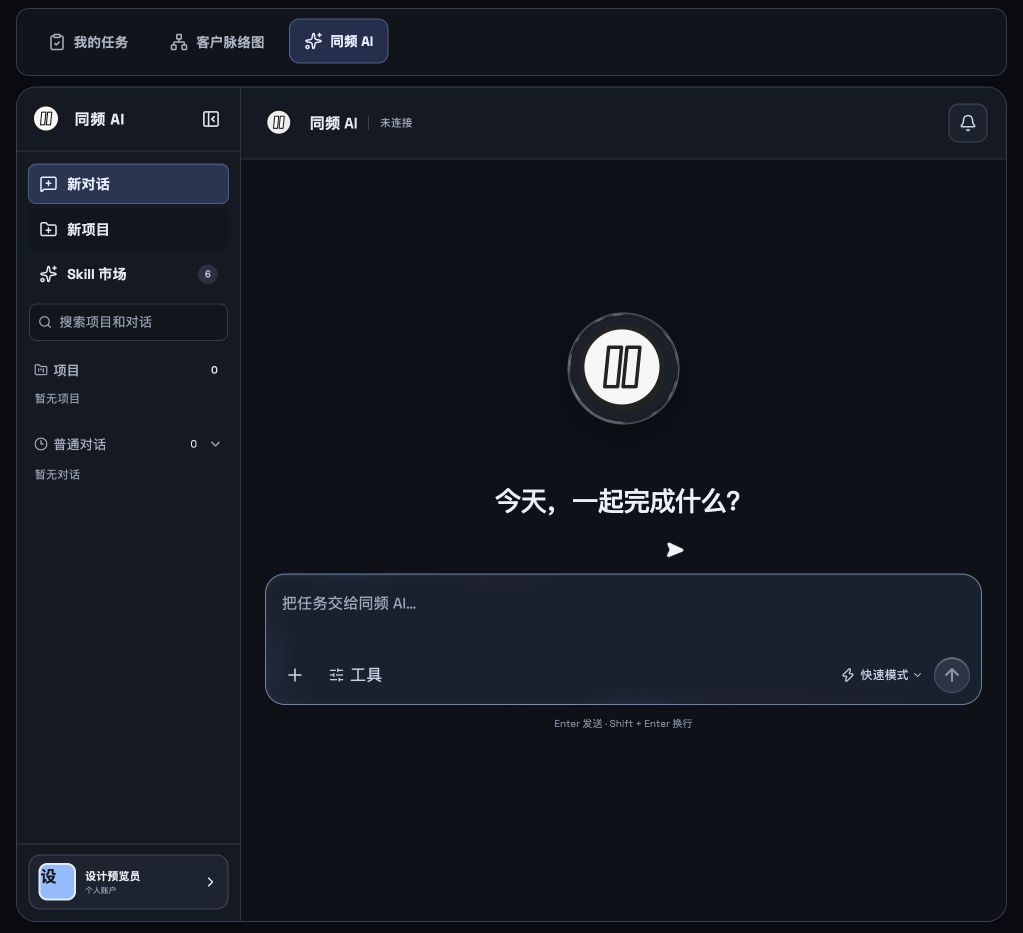 我的任务
客户脉络图
同频 AI
同频 AI
同频 AI
未连接
新对话
新项目
Skill 市场
6
搜索项目和对话
项目
0
暂无项目
普通对话
0
暂无对话
今天，一起完成什么？
把任务交给同频 AI...
工具
快速模式
Enter 发送 · Shift + Enter 换行
设
设计预览员
个人账户